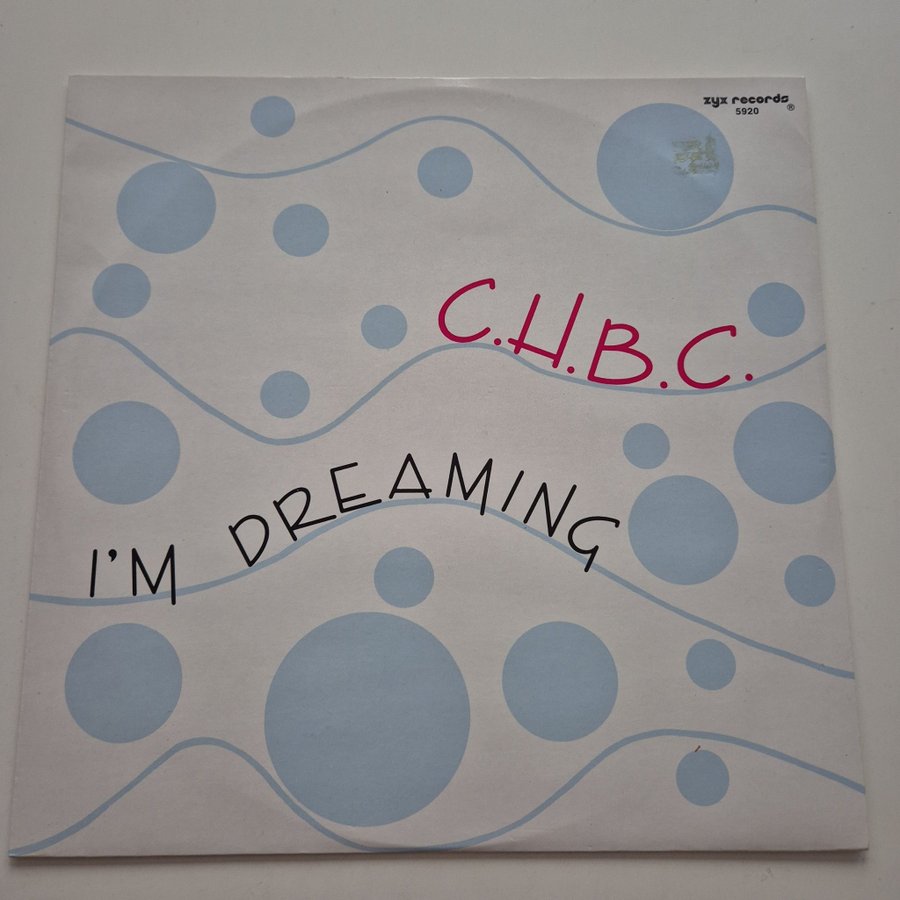 zyx records
5920 ®
C.H.B.C.
I'M DREAMING